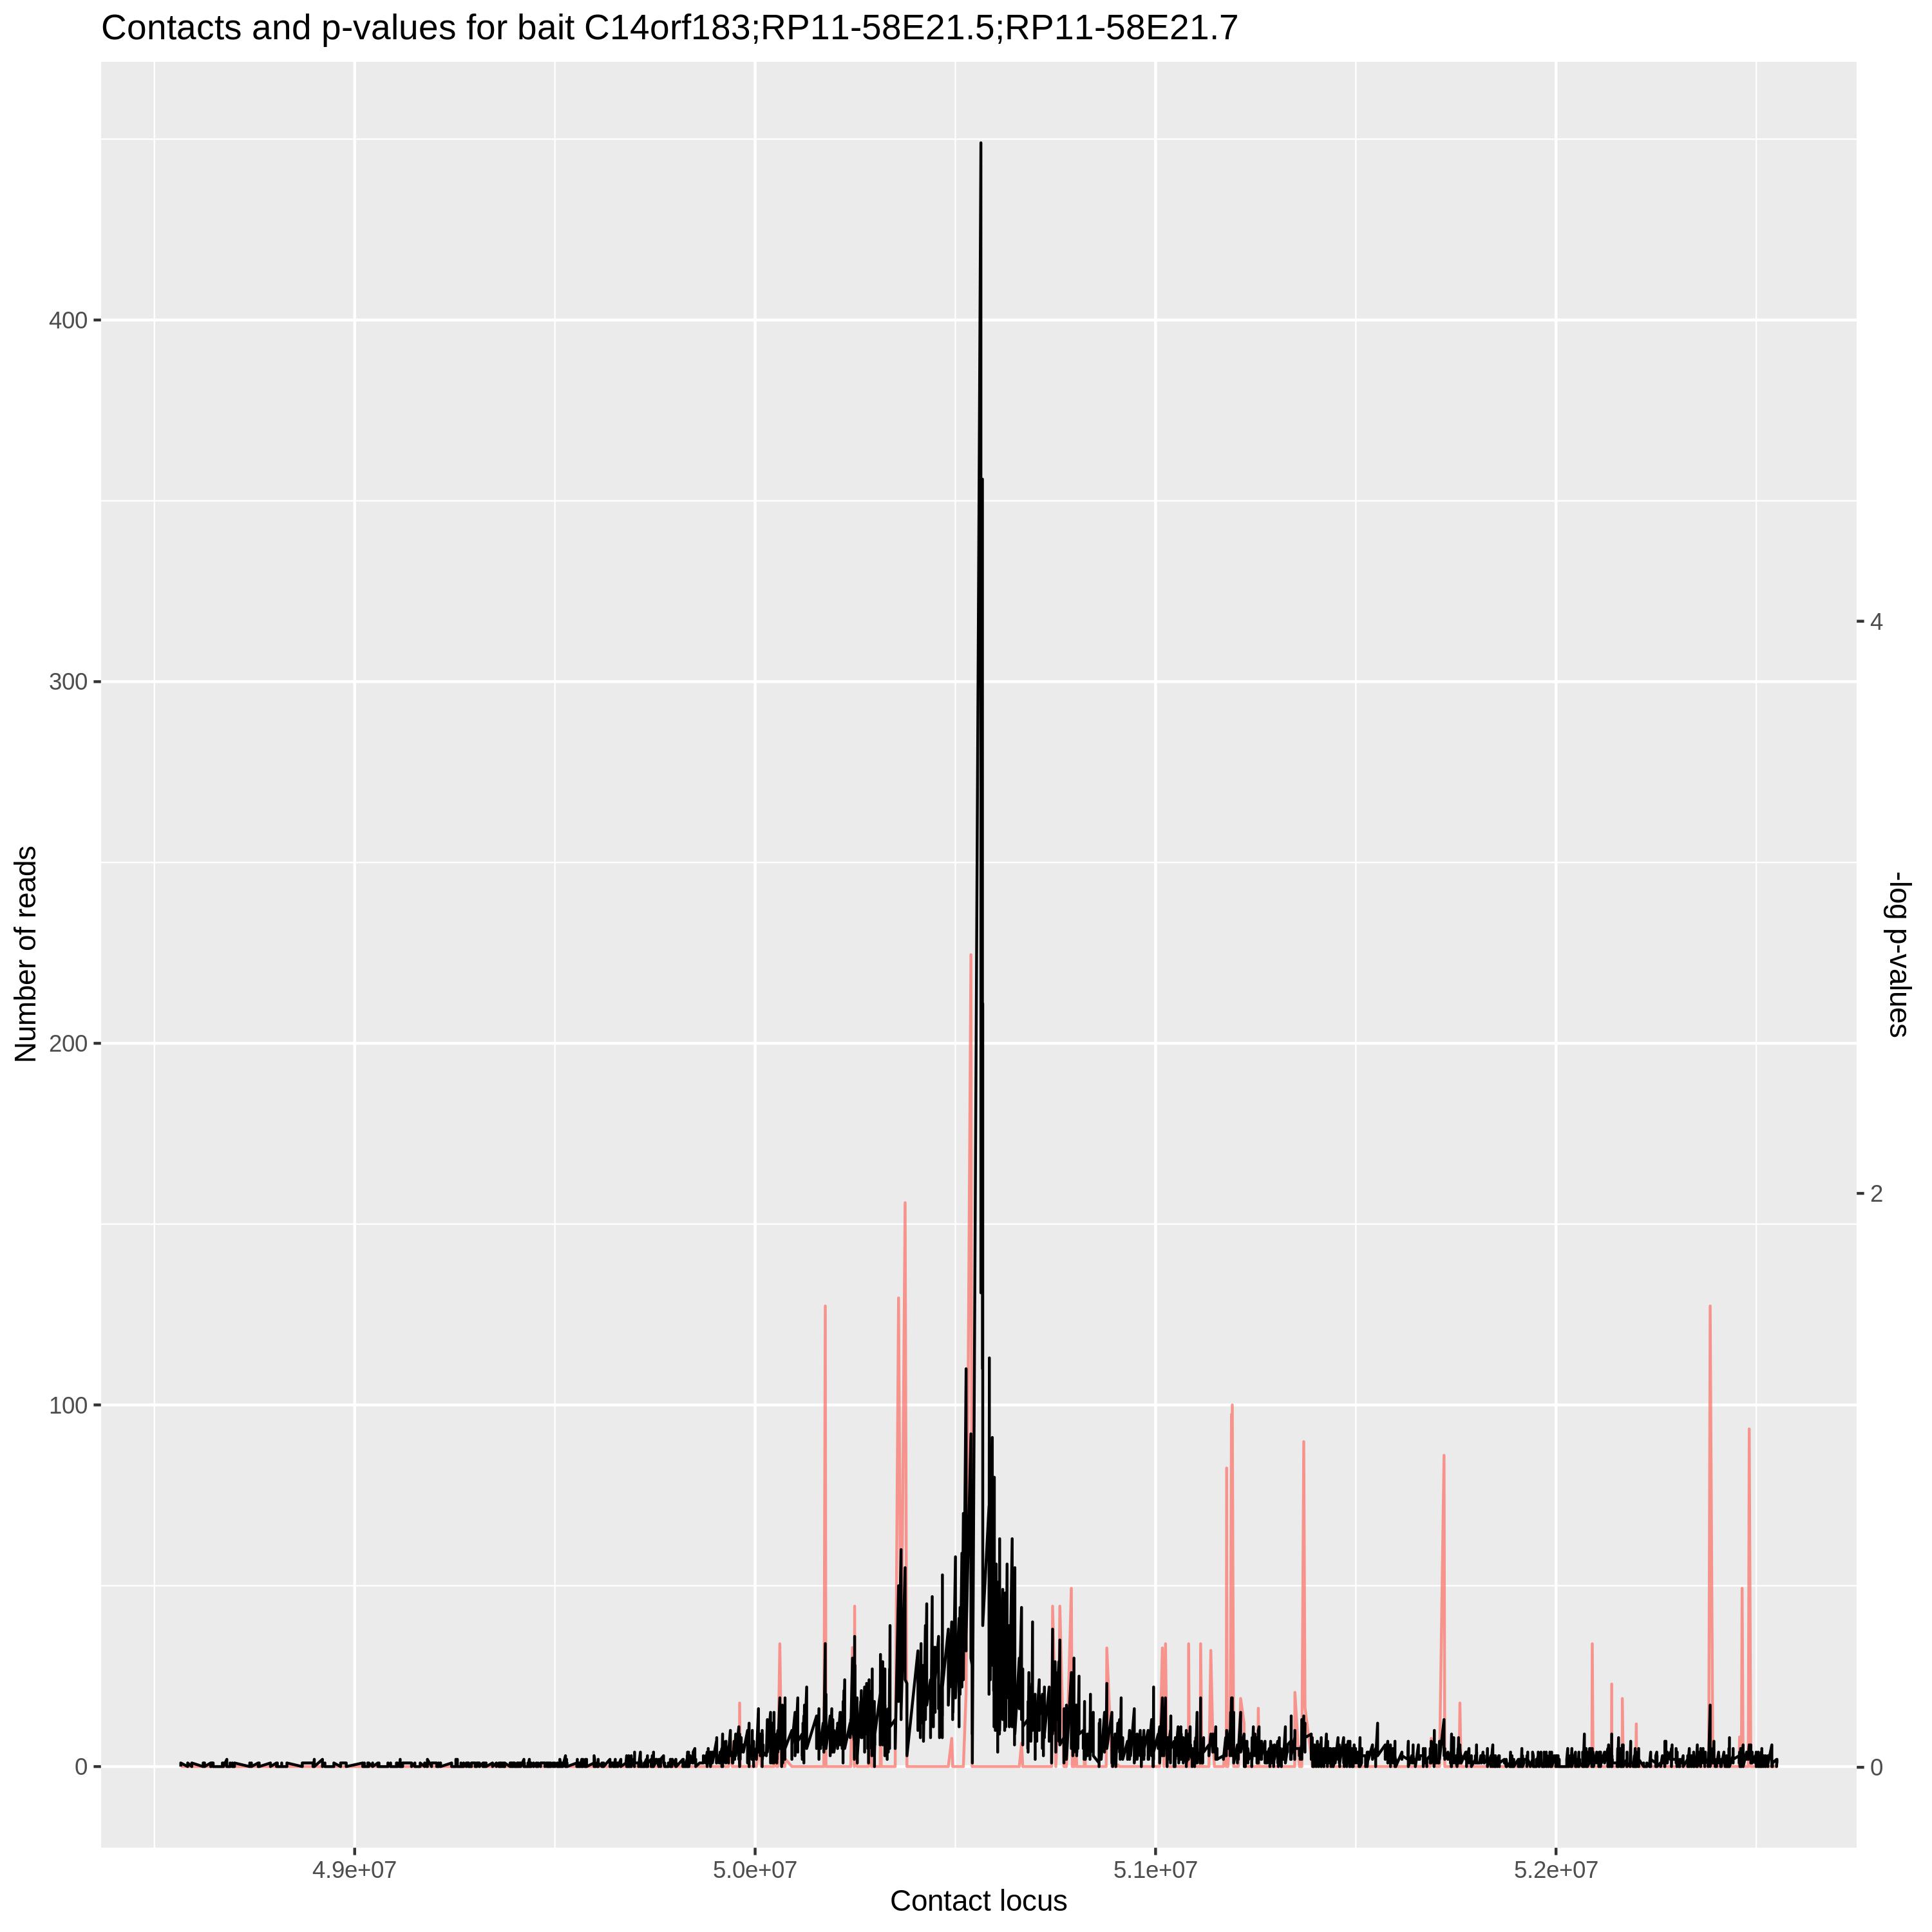 Contacts and p-values for bait C14orf183;RP11-58E21.5;RP11-58E21.7
400
300
200
100
0
Number of reads
4
2
0
-log p-values
4.9e+07
5.0e+07
5.1e+07
5.2e+07
Contact locus